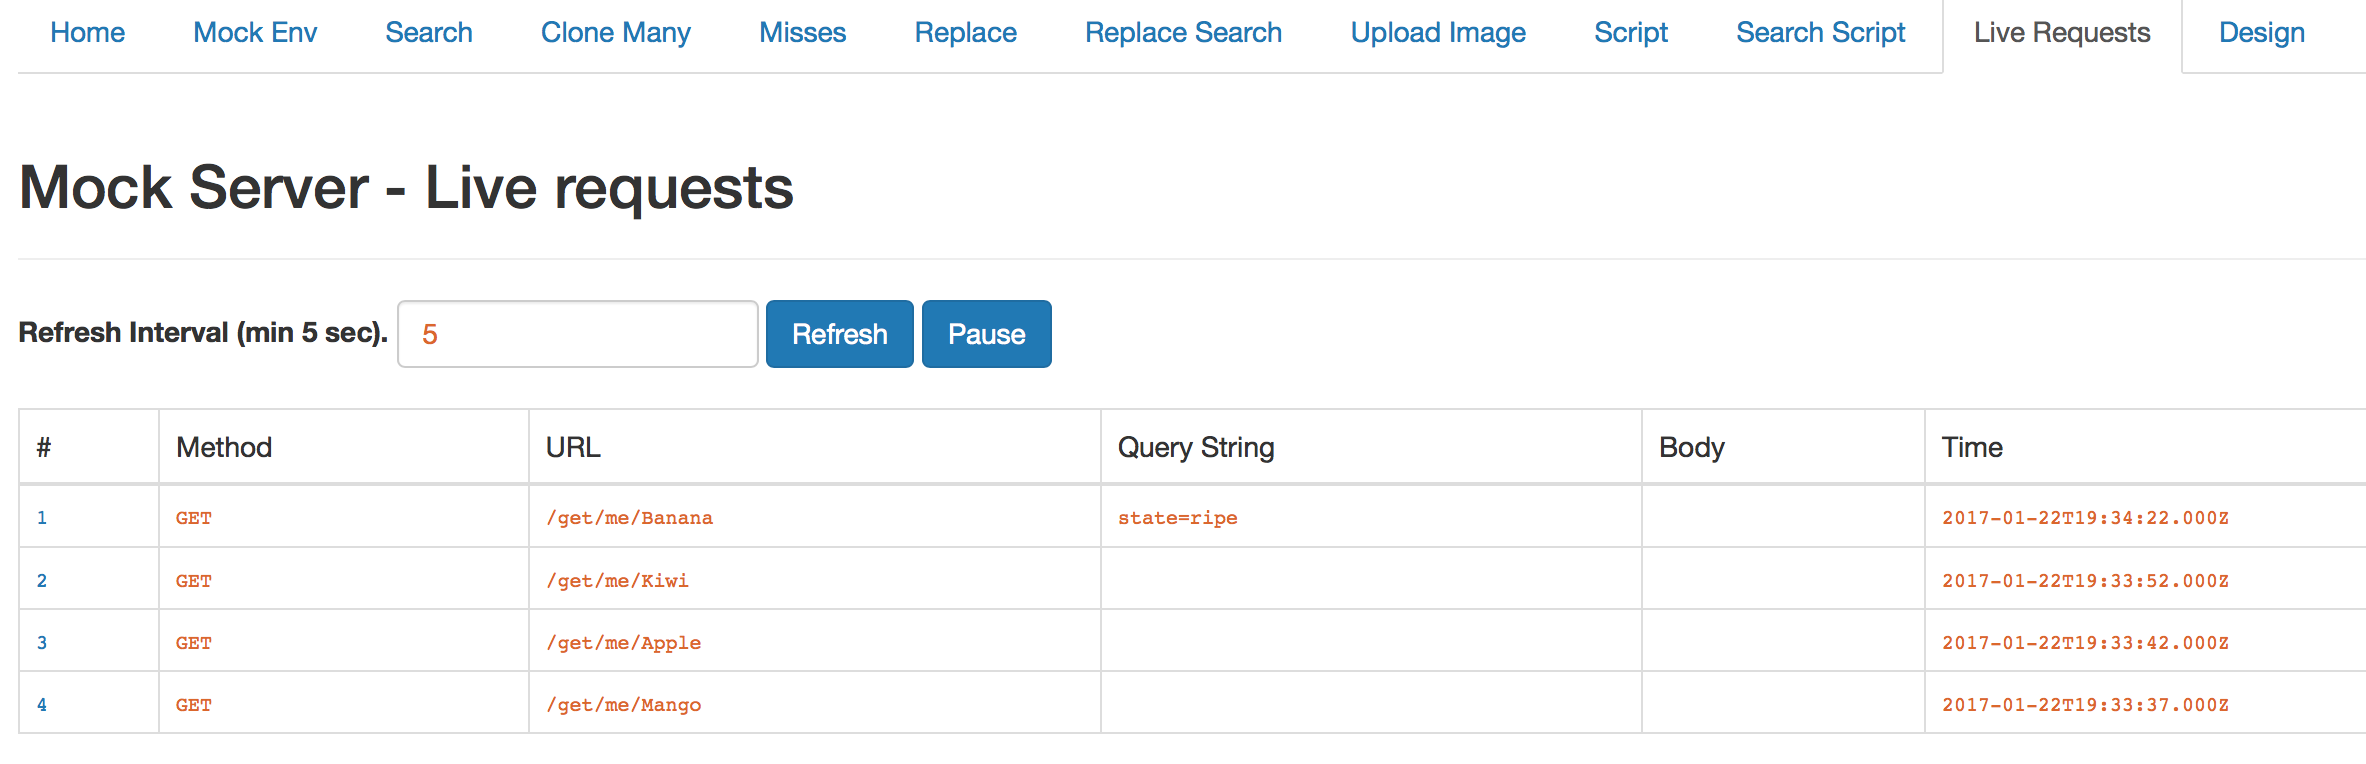 Home Mock Env Search Clone Many Misses Replace Replace Search Upload Image Script Search Script Live Requests Design
Mock Server - Live requests
Refresh Interval (min 5 sec). 5 Refresh Pause
# Method URL Query String Body Time
1 GET /get/me/Banana state=ripe 2017-01-22T19:34:22.000Z
2 GET /get/me/Kiwi 2017-01-22T19:33:52.000Z
3 GET /get/me/Apple 2017-01-22T19:33:42.000Z
4 GET /get/me/Mango 2017-01-22T19:33:37.000Z